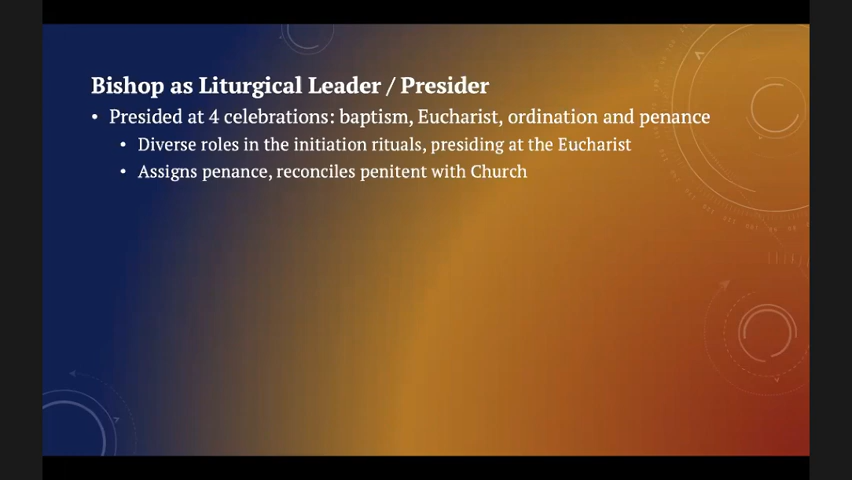 Bishop as Liturgical Leader / Presider
• Presided at 4 celebrations: baptism, Eucharist, ordination and penance
• Diverse roles in the initiation rituals, presiding at the Eucharist
• Assigns penance, reconciles penitent with Church